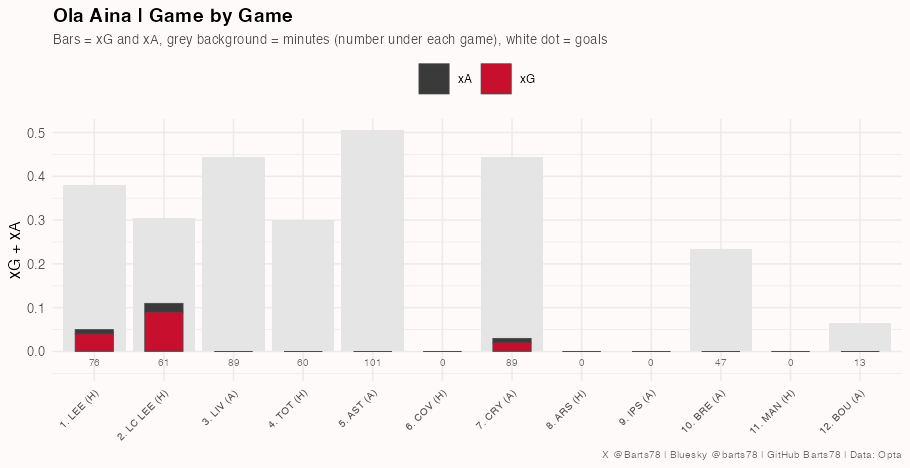 Ola Aina | Game by Game
Bars = xG and xA, grey background = minutes (number under each game), white dot = goals
xA xG
xG + xA
0.5
0.4
0.3
0.2
0.1
0.0
76 61 89 60 101 0 89 0 0 47 0 13
1. LEE (H)
2. LC LEE (H)
3. LIV (A)
4. TOT (H)
5. AST (A)
6. COV (H)
7. CRY (A)
8. ARS (H)
9. IPS (A)
10. BRE (A)
11. MAN (H)
12. BOU (A)
X @Barts78 | Bluesky @barts78 | GitHub Barts78 | Data: Opta